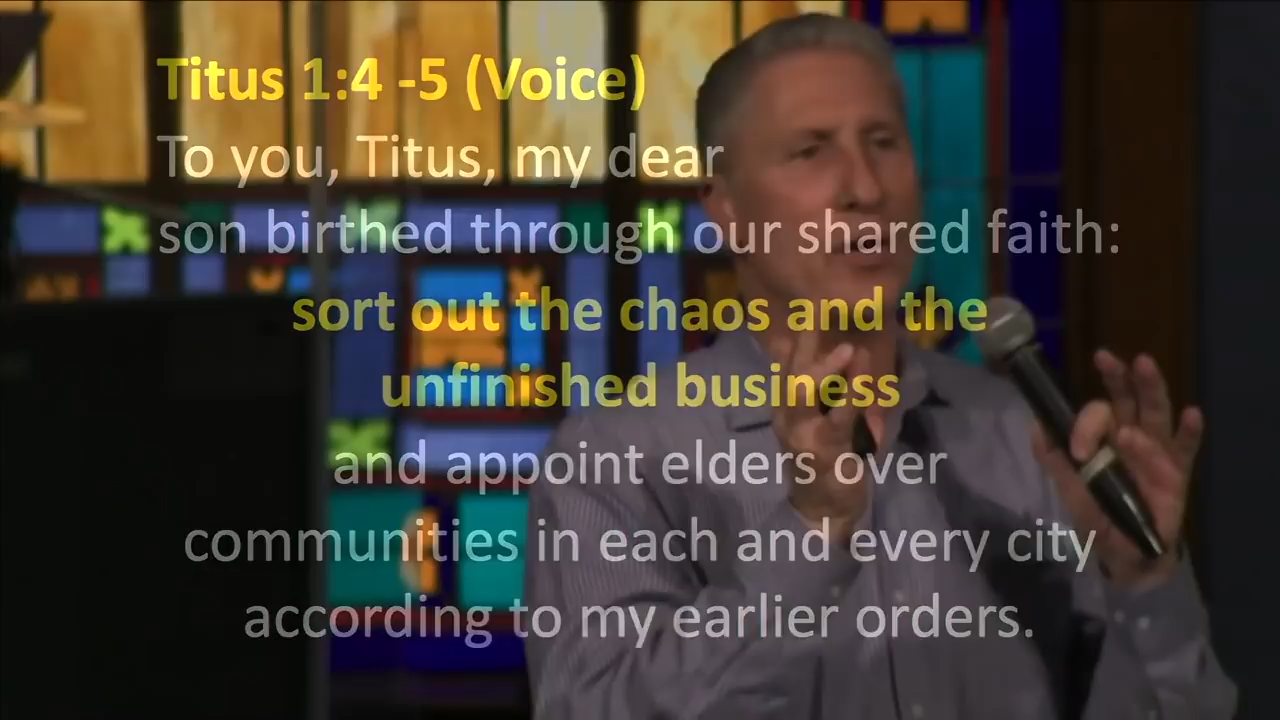 Titus 1:4 -5 (Voice)
To you, Titus, my dear
son birthed through our shared faith:
sort out the chaos and the
unfinished business
and appoint elders over
communities in each and every city
according to my earlier orders.